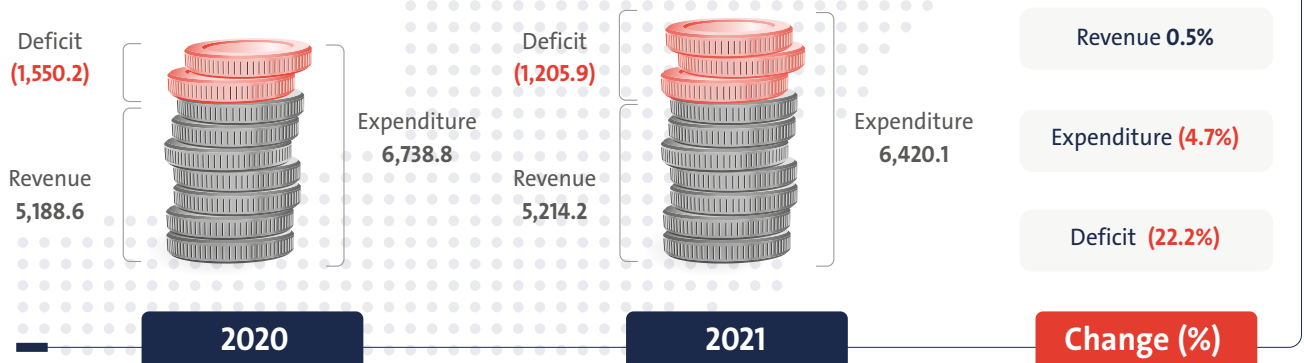 Deficit
(1,550.2)
Revenue
5,188.6
Expenditure
6,738.8
2020
Deficit
(1,205.9)
Revenue
5,214.2
Expenditure
6,420.1
2021
Revenue 0.5%
Expenditure (4.7%)
Deficit (22.2%)
Change (%)